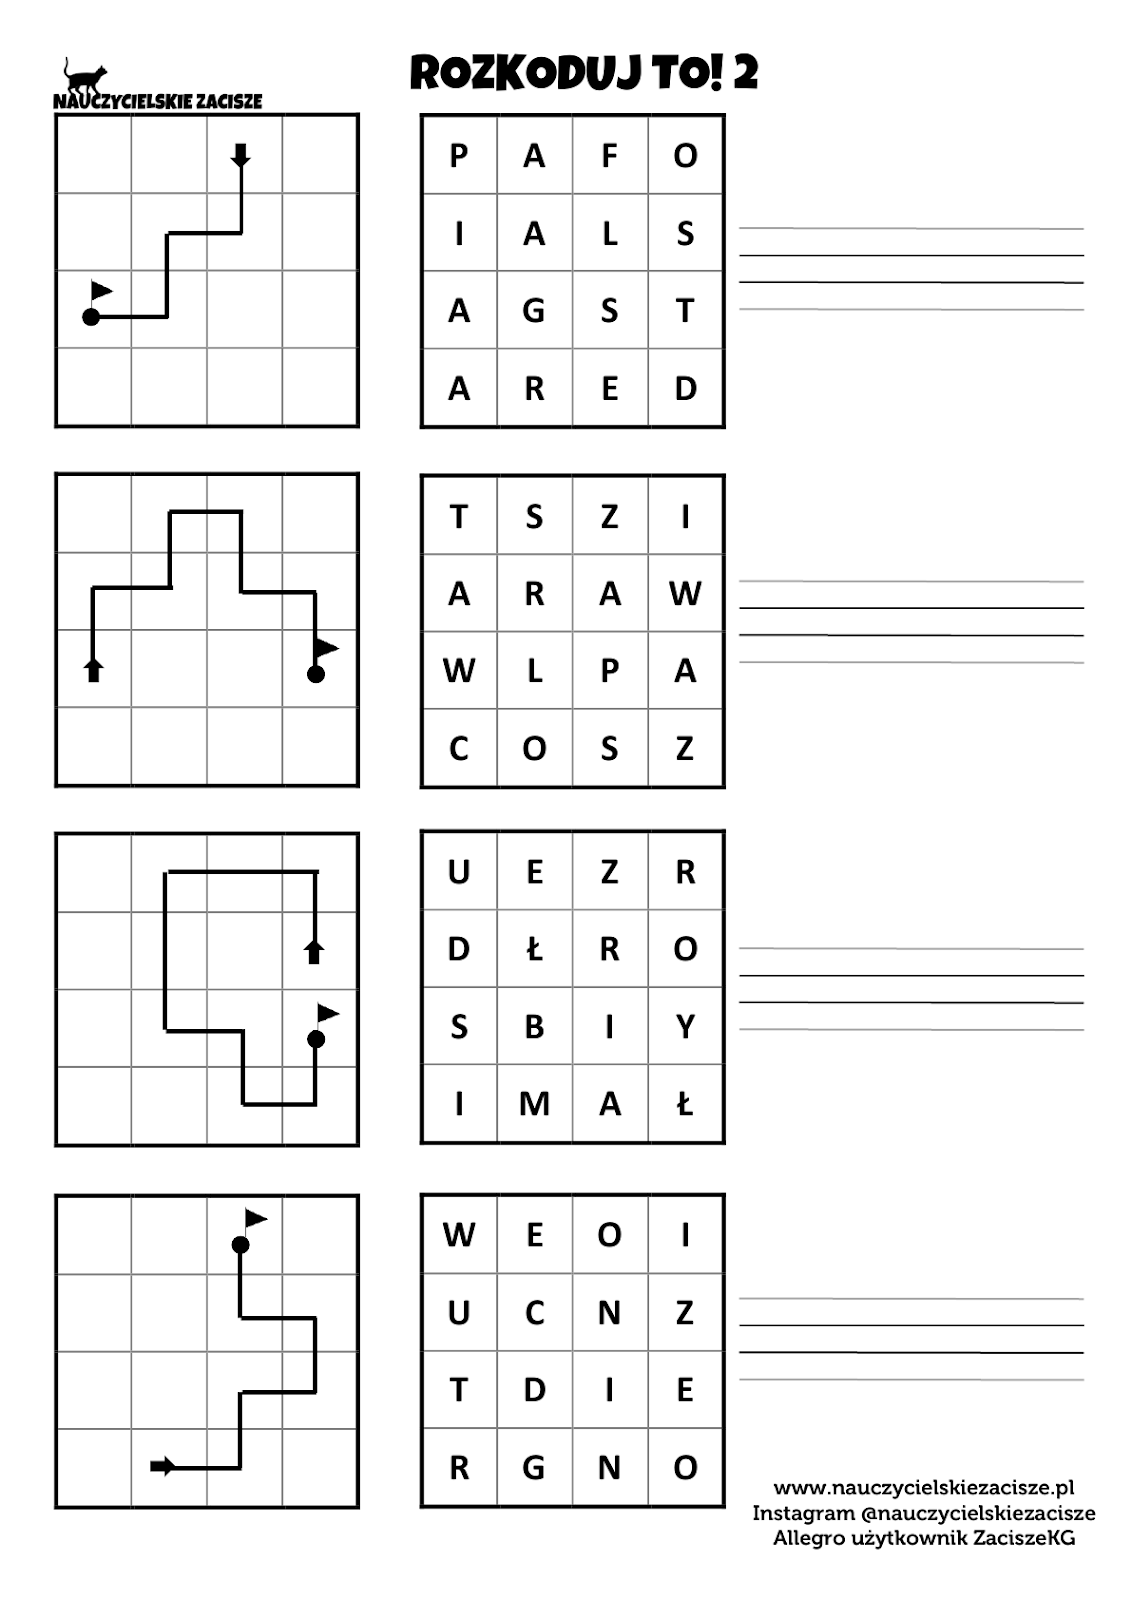 ROZKODUJ TO! 2
NAUCZYCIELSKIE ZACISZE
P A F O
I A L S
A G S T
A R E D
T S Z I
A R A W
W L P A
C O S Z
U E Z R
D Ł R O
S B I Y
I M A Ł
W E O I
U C N Z
T D I E
R G N O
www.nauczycielskiezacisze.pl
Instagram @nauczycielskiezacisze
Allegro użytkownik ZaciszeKG